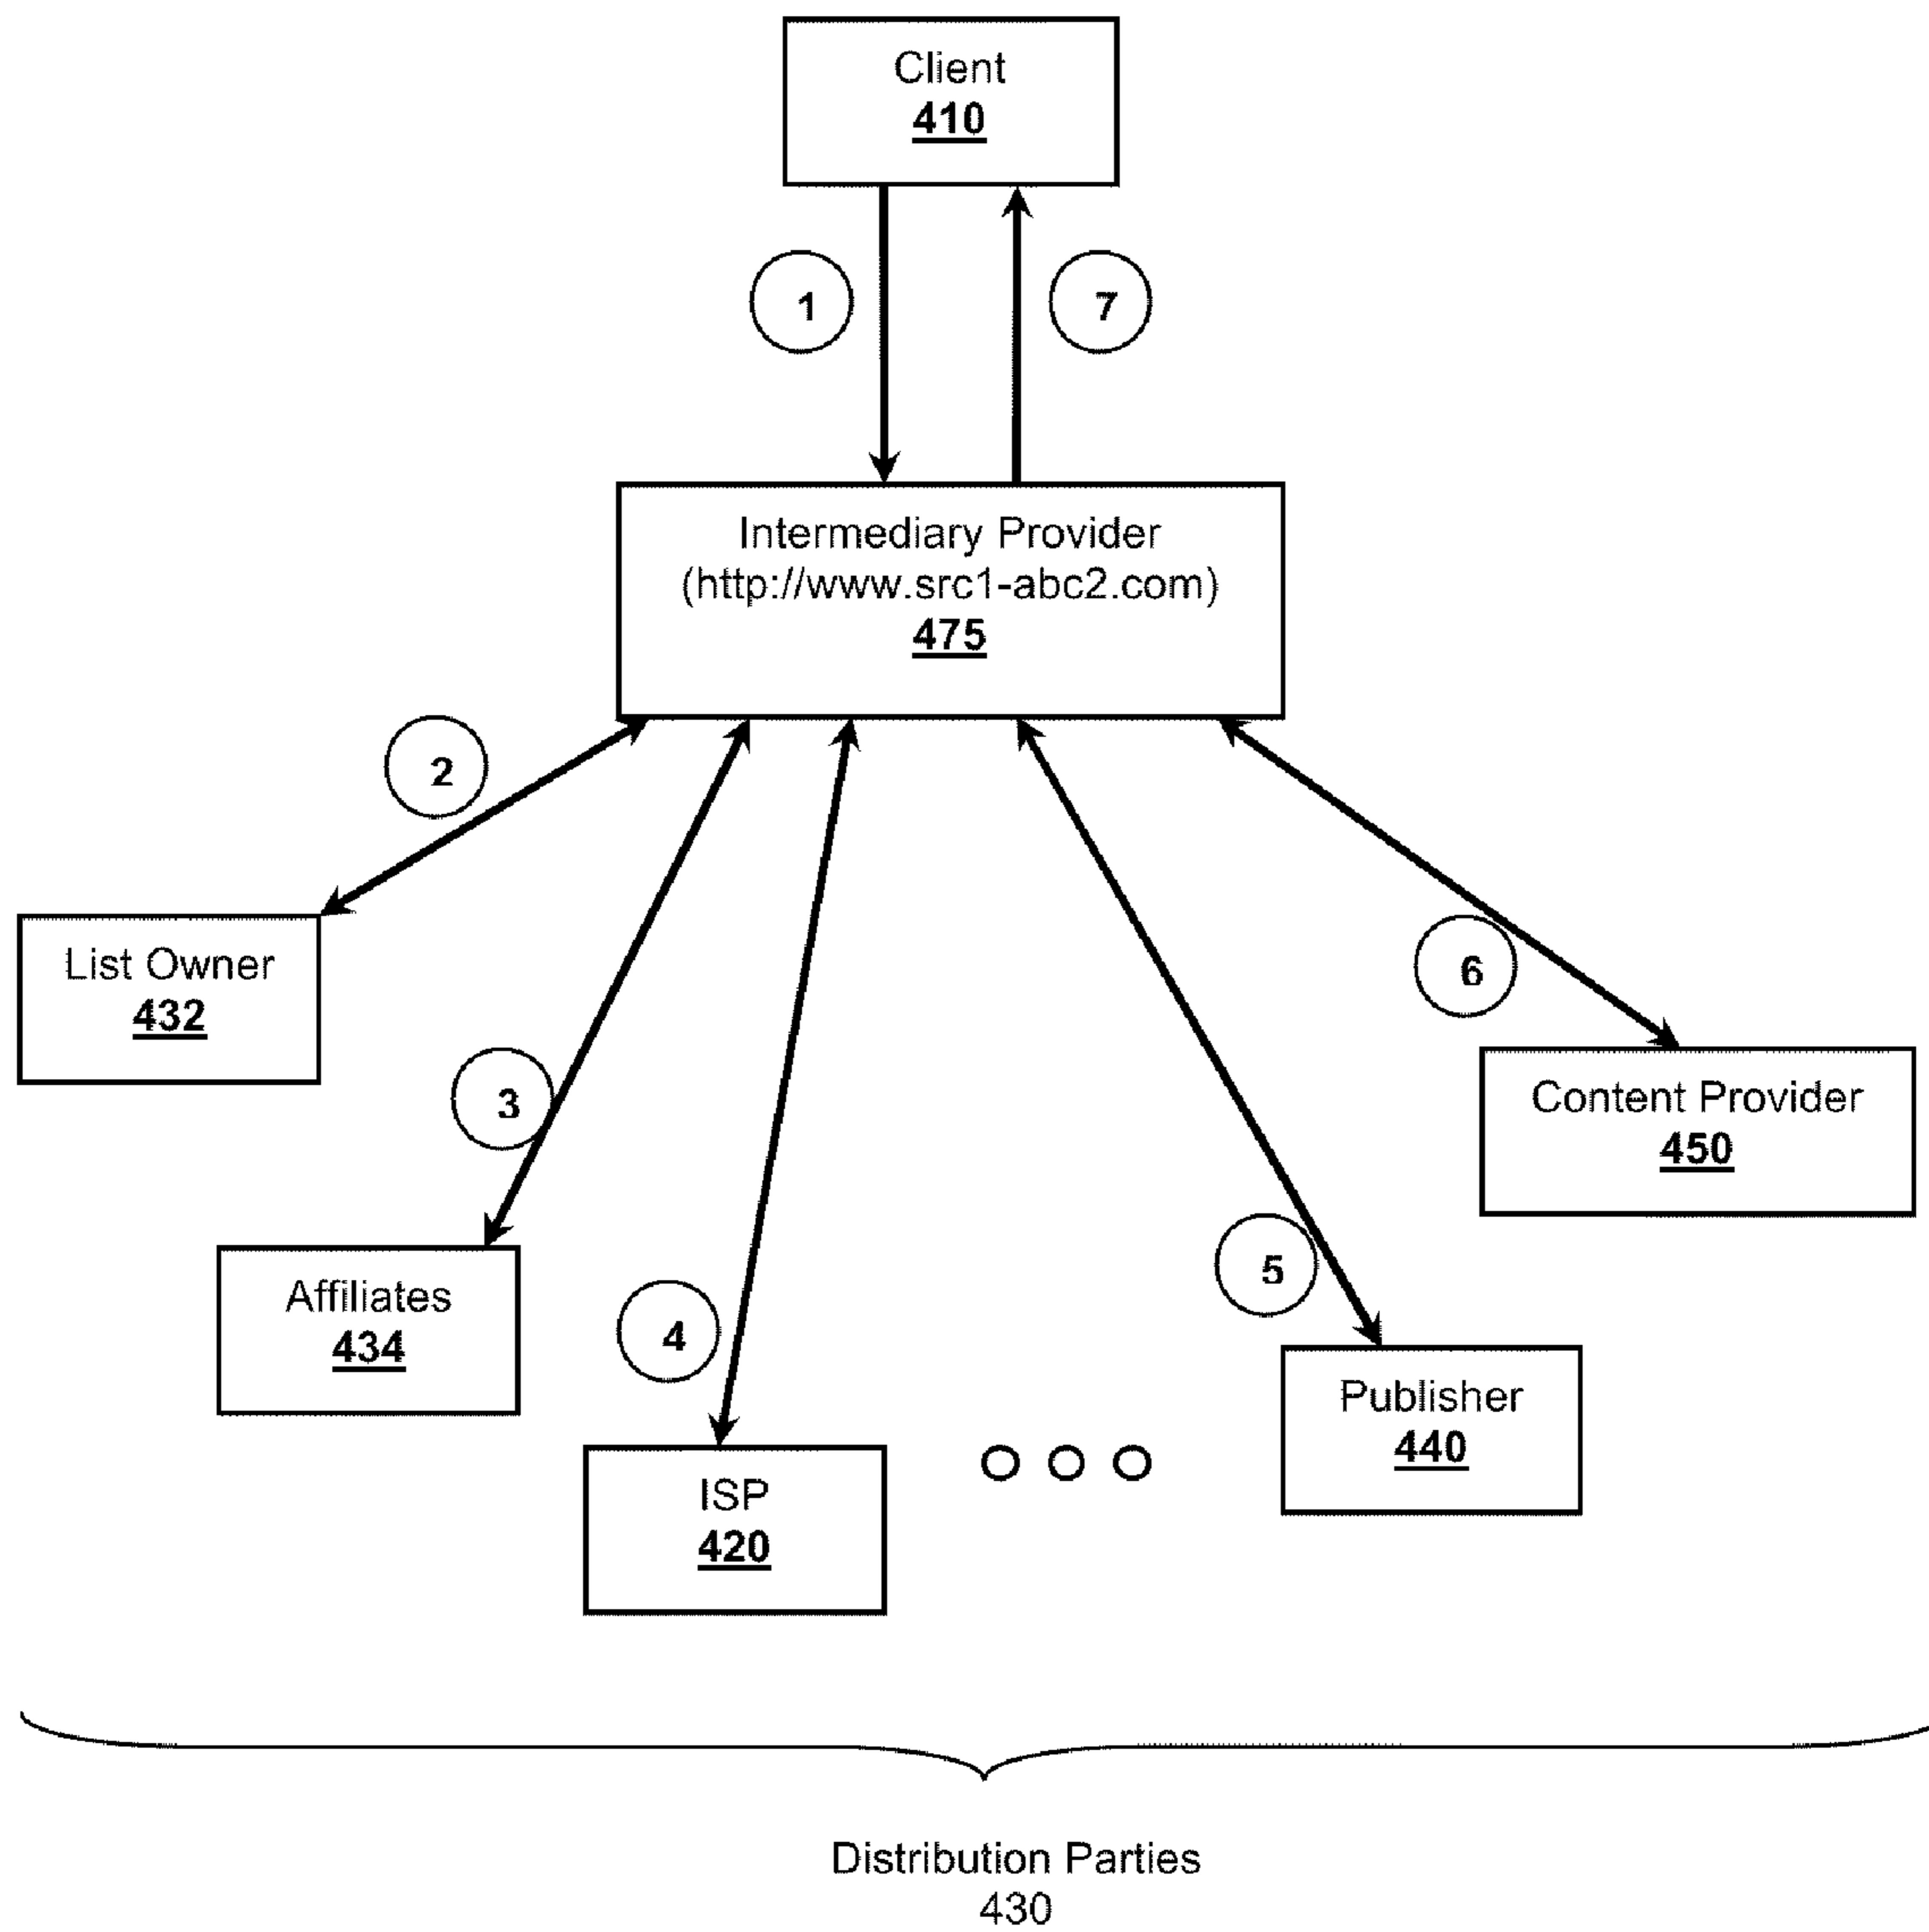 Client
410
1
7
Intermediary Provider
(http://www.src1-abc2.com)
475
2
List Owner
432
3
Affiliates
434
4
ISP
420
5
Publisher
440
6
Content Provider
450
Distribution Parties
430